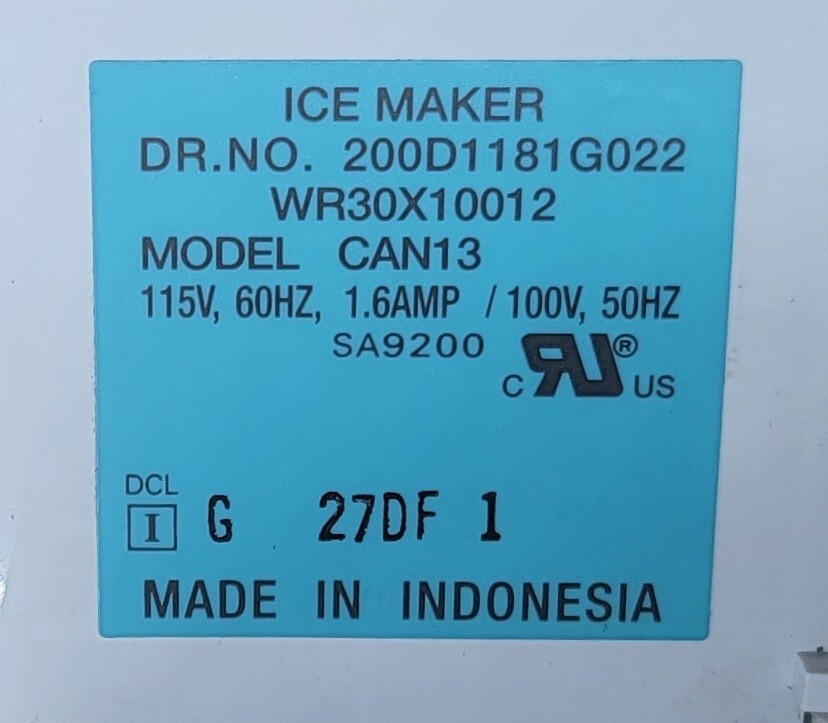 ICE MAKER
DR.NO. 200D1181G022
WR30X10012
MODEL CAN13
115V, 60HZ, 1.6AMP / 100V, 50HZ
SA9200
C RU® US
DCL
I G 27DF 1
MADE IN INDONESIA